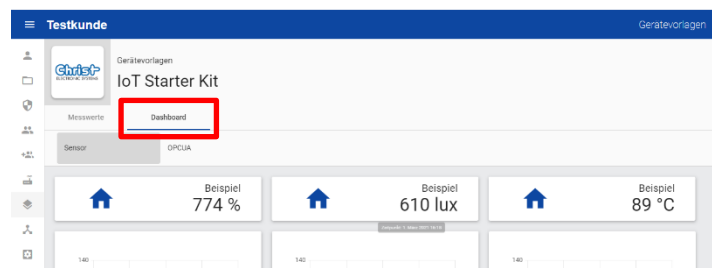 Testkunde
Gerätevorlagen
Christ
ELECTRONIC SYSTEMS
Gerätevorlagen
IoT Starter Kit
Messwerte Dashboard
Sensor OPCUA
Beispiel
774 %
Beispiel
610 lux
Beispiel
89 °C
140
140
140